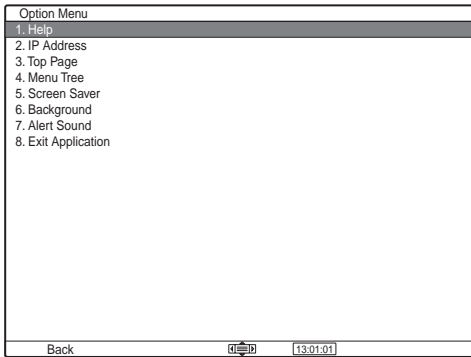 Option Menu
1. Help
2. IP Address
3. Top Page
4. Menu Tree
5. Screen Saver
6. Background
7. Alert Sound
8. Exit Application
Back 13:01:01